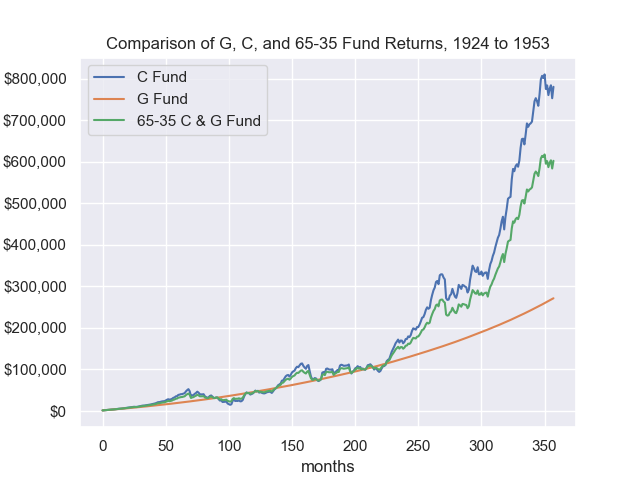 Comparison of G, C, and 65-35 Fund Returns, 1924 to 1953
C Fund
G Fund
65-35 C & G Fund
$800,000
$700,000
$600,000
$500,000
$400,000
$300,000
$200,000
$100,000
$0
0 50 100 150 200 250 300 350
months